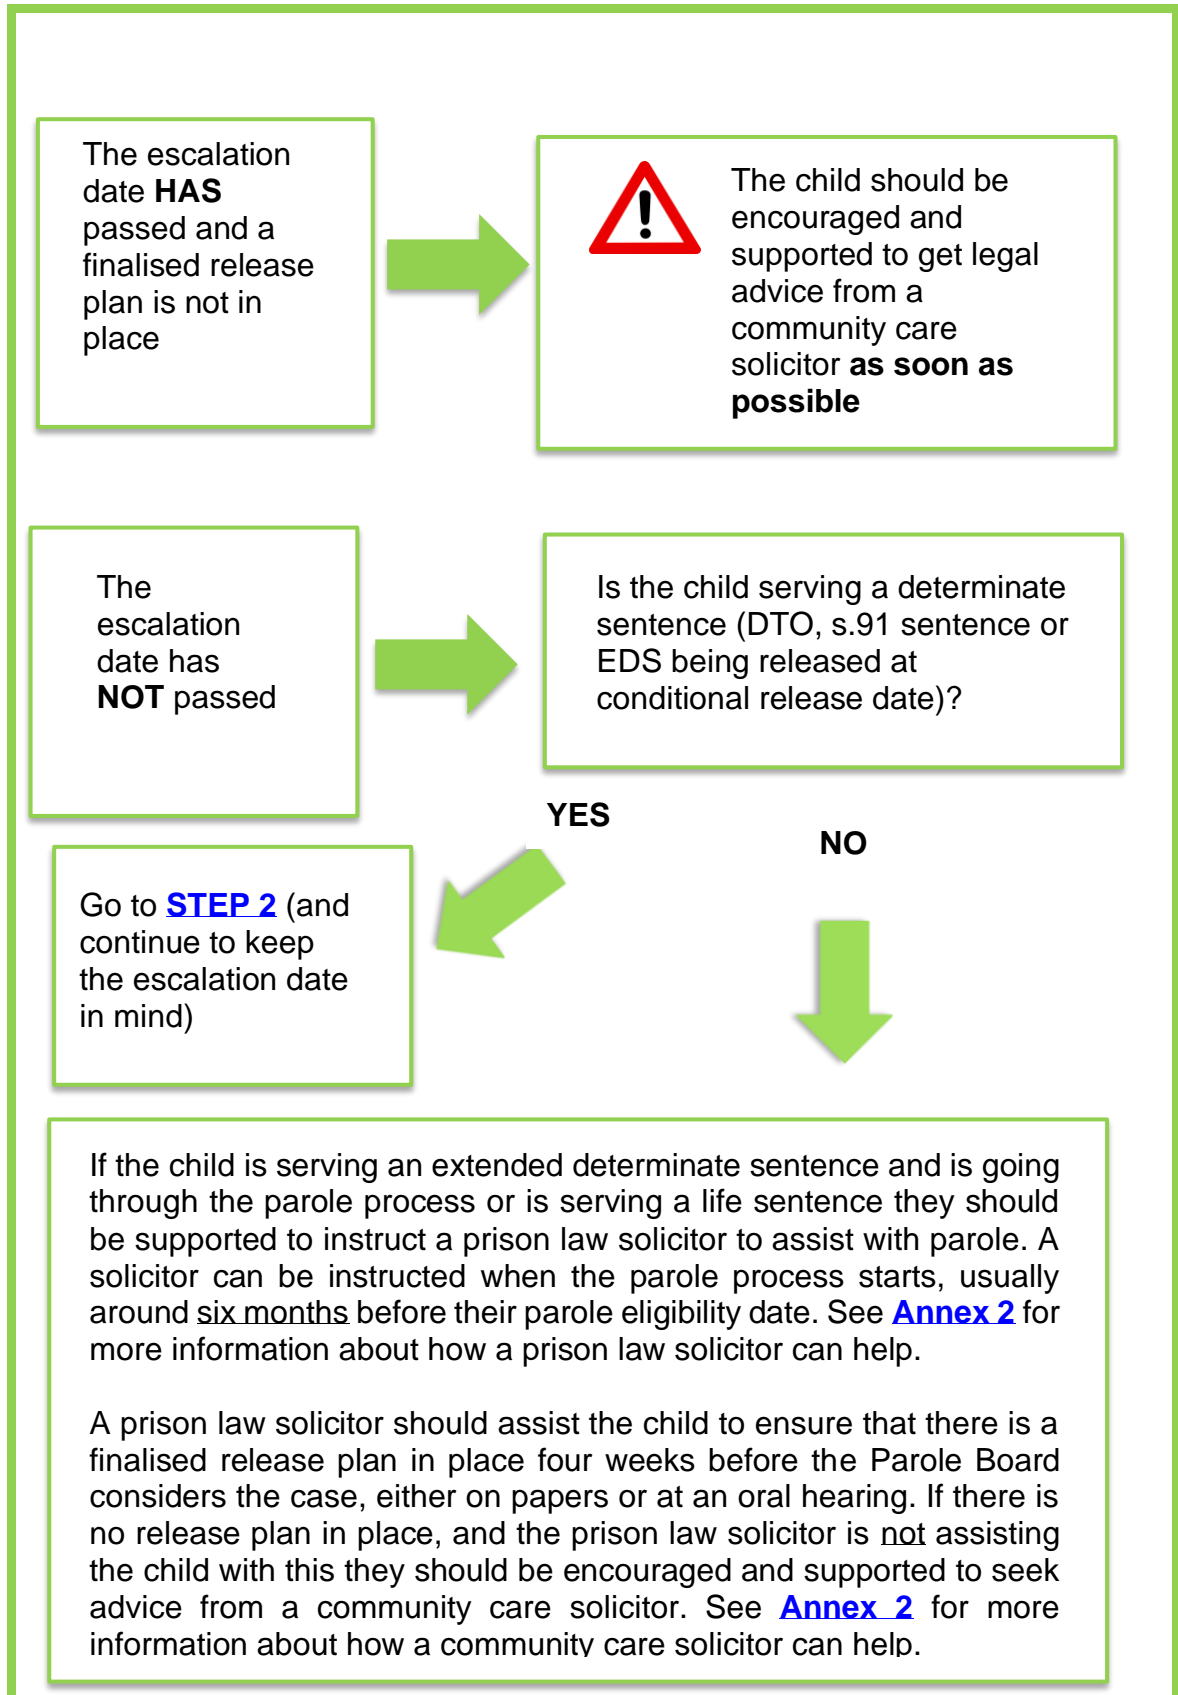 The escalation
date HAS
passed and a
finalised release
plan is not in
place
The child should be
encouraged and
supported to get legal
advice from a
community care
solicitor as soon as
possible
The
escalation
date has
NOT passed
Is the child serving a determinate
sentence (DTO, s.91 sentence or
EDS being released at
conditional release date)?
YES
NO
Go to STEP 2 (and
continue to keep
the escalation date
in mind)
If the child is serving an extended determinate sentence and is going
through the parole process or is serving a life sentence they should
be supported to instruct a prison law solicitor to assist with parole. A
solicitor can be instructed when the parole process starts, usually
around six months before their parole eligibility date. See Annex 2 for
more information about how a prison law solicitor can help.
A prison law solicitor should assist the child to ensure that there is a
finalised release plan in place four weeks before the Parole Board
considers the case, either on papers or at an oral hearing. If there is
no release plan in place, and the prison law solicitor is not assisting
the child with this they should be encouraged and supported to seek
advice from a community care solicitor. See Annex 2 for more
information about how a community care solicitor can help.